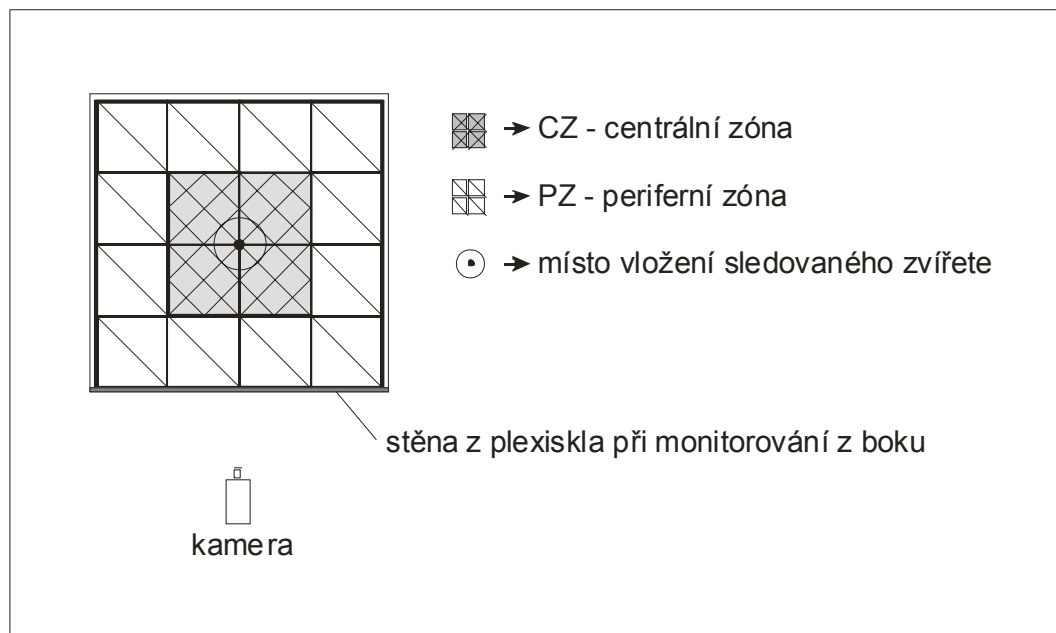 CZ - centrální zóna
PZ - periferní zóna
místo vložení sledovaného zvířete
stěna z plexiskla při monitorování z boku
kamera